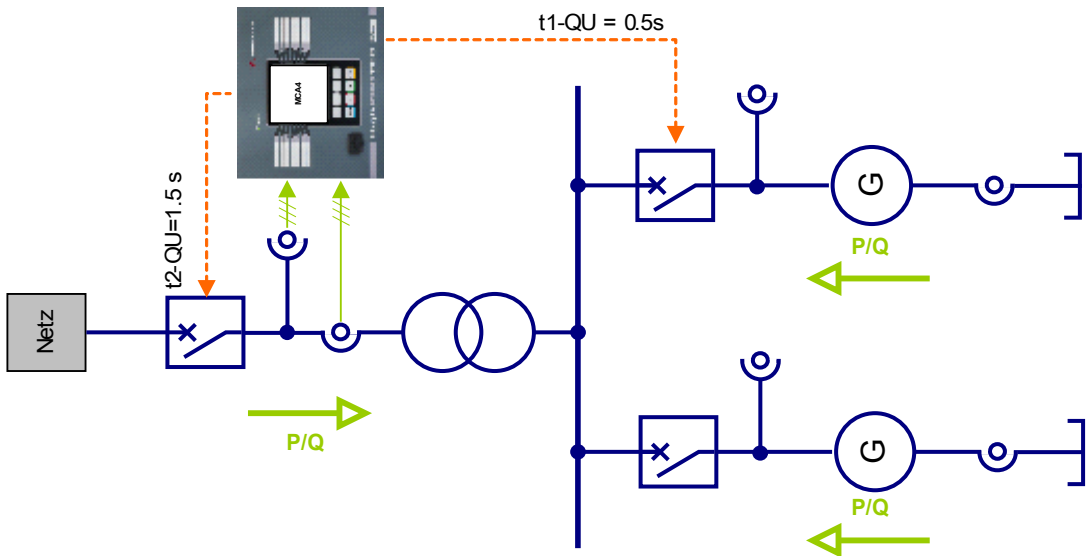 t1-QU = 0.5s
MCA4
t2-QU=1.5 s
G
P/Q
Netz
P/Q
G
P/Q